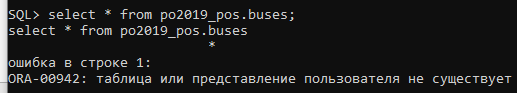 SQL> select * from po2019_pos.buses;
select * from po2019_pos.buses
*
ошибка в строке 1:
ORA-00942: таблица или представление пользователя не существует